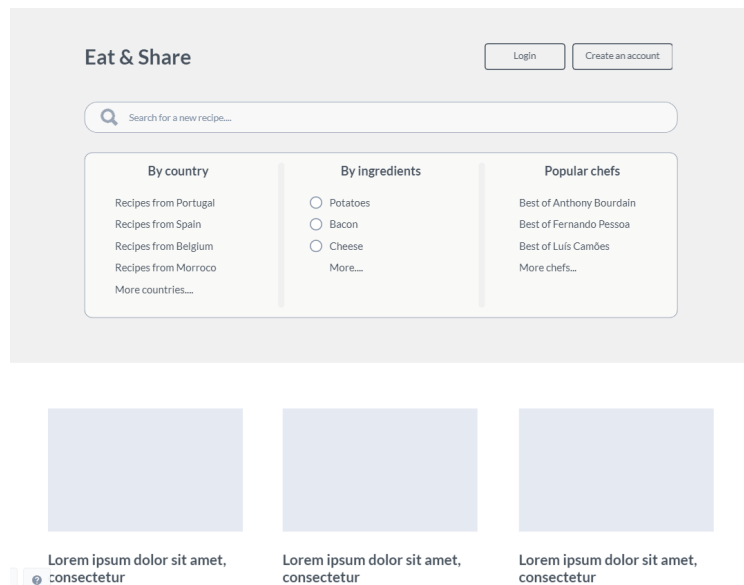 Eat & Share
Login
Create an account
Search for a new recipe....
By country
Recipes from Portugal
Recipes from Spain
Recipes from Belgium
Recipes from Morroco
More countries....
By ingredients
Potatoes
Bacon
Cheese
More....
Popular chefs
Best of Anthony Bourdain
Best of Fernando Pessoa
Best of Luís Camões
More chefs...
Lorem ipsum dolor sit amet,
consectetur
Lorem ipsum dolor sit amet,
consectetur
Lorem ipsum dolor sit amet,
consectetur